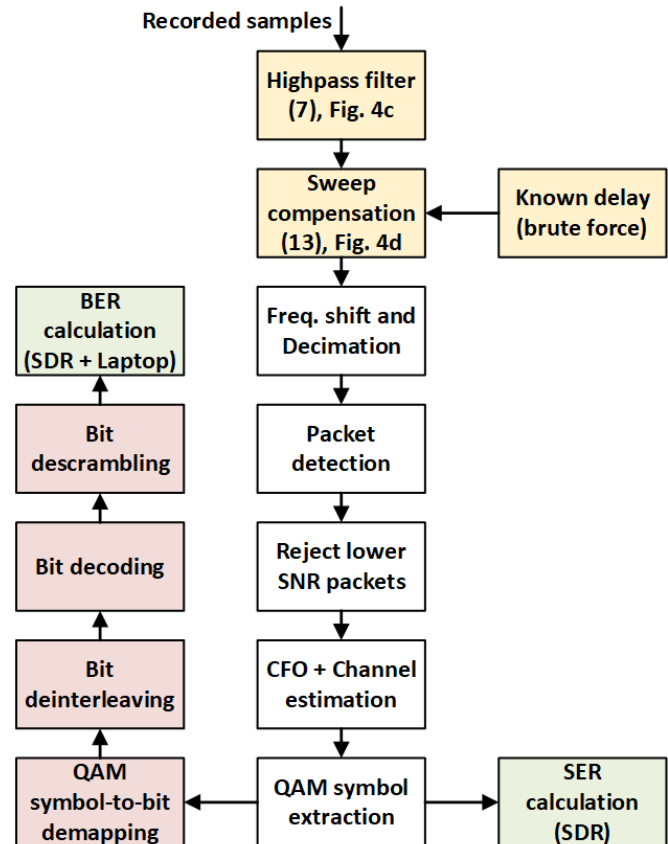 Recorded samples
Highpass filter
(7), Fig. 4c
Sweep
compensation
(13), Fig. 4d
Known delay
(brute force)
Freq. shift and
Decimation
Packet
detection
Reject lower
SNR packets
CFO + Channel
estimation
QAM symbol
extraction
SER
calculation
(SDR)
QAM
symbol-to-bit
demapping
Bit
deinterleaving
Bit decoding
Bit
descrambling
BER
calculation
(SDR + Laptop)